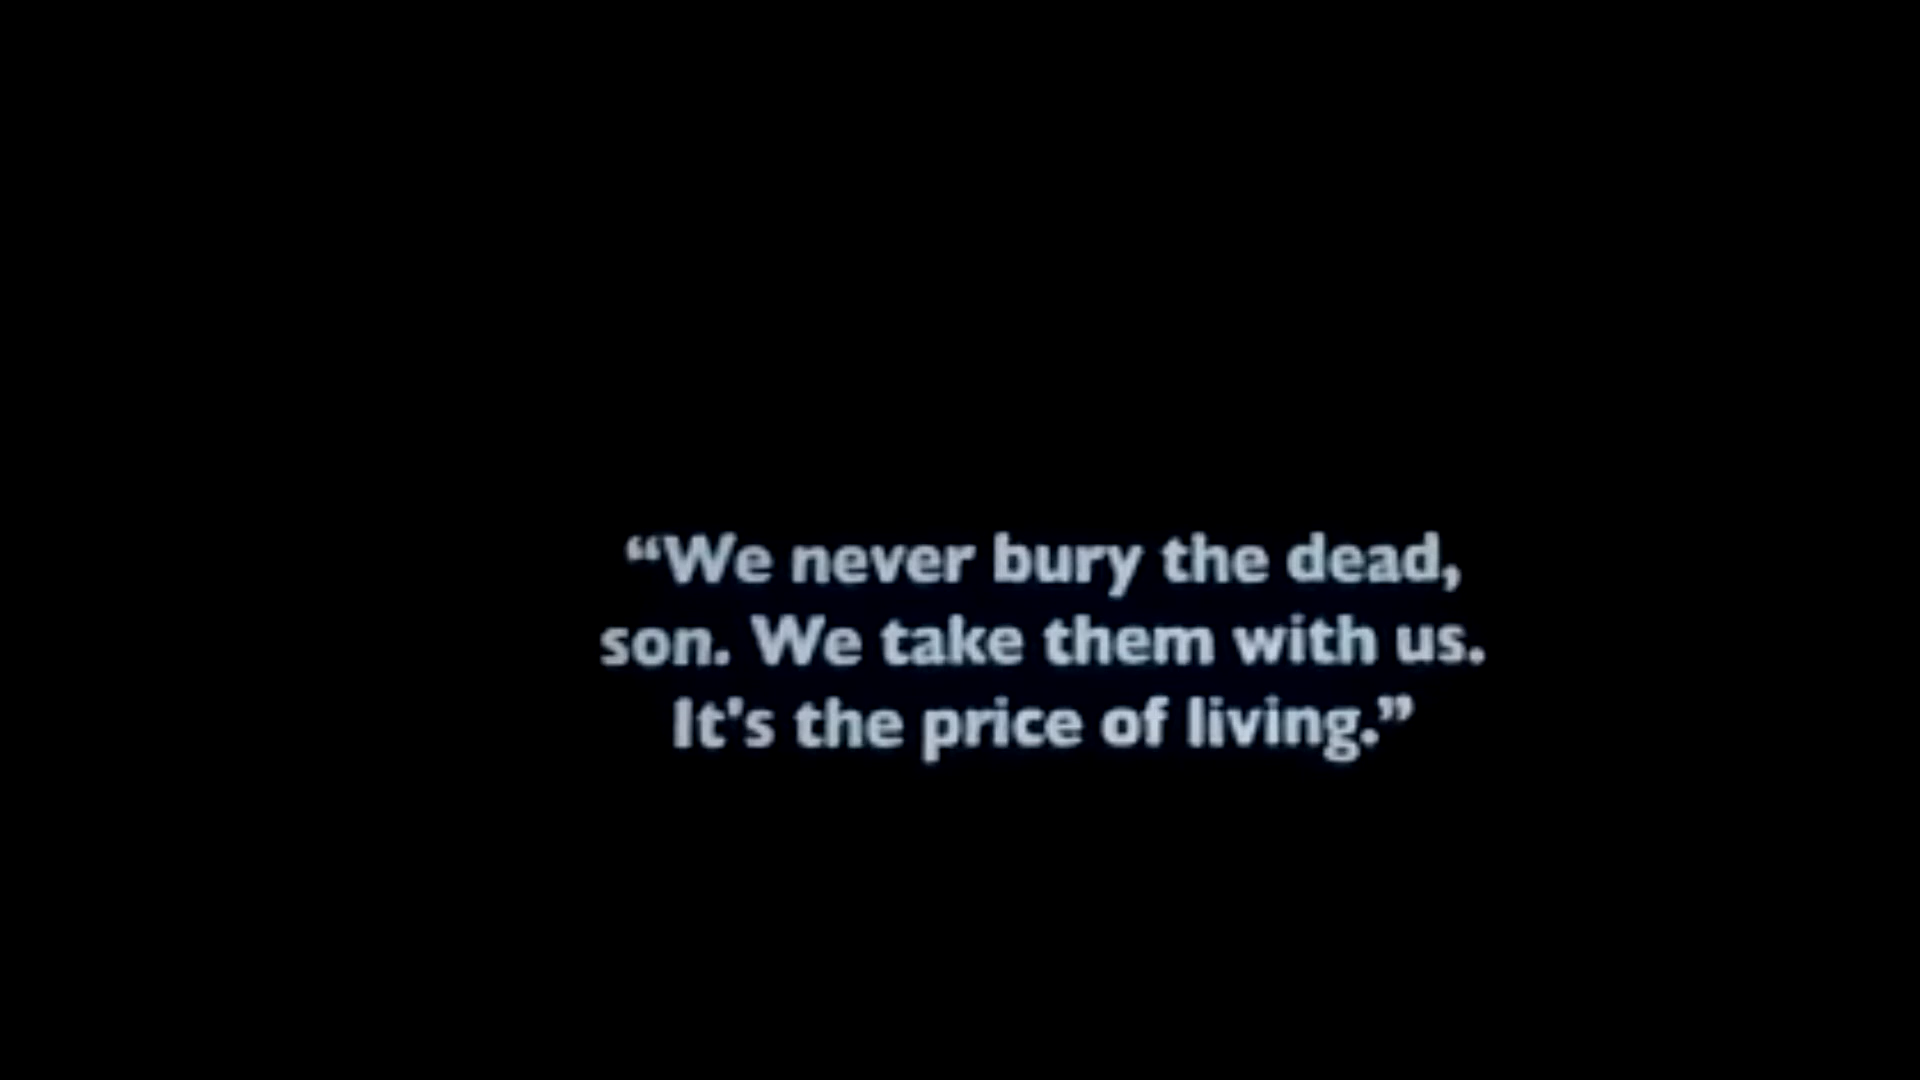 “We never bury the dead,
son. We take them with us.
It's the price of living.”